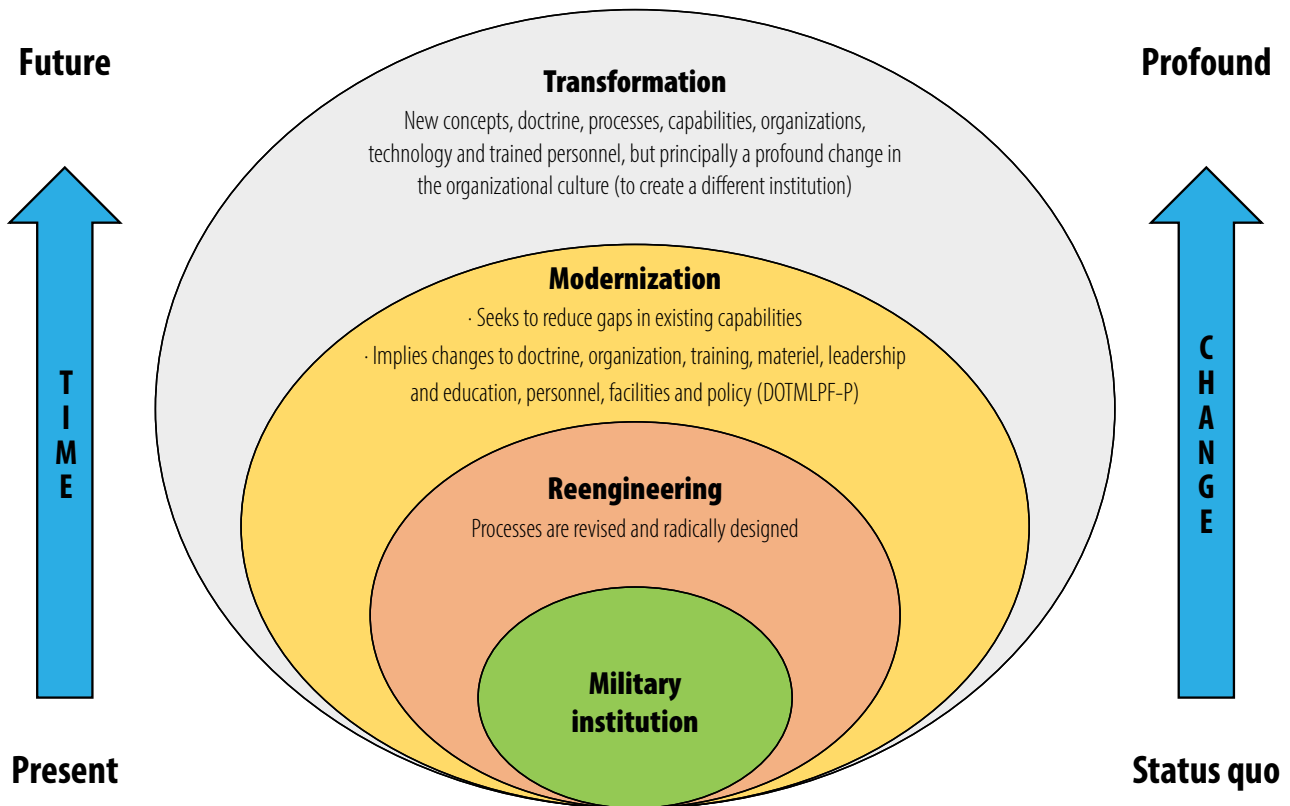 Future
Profound
Transformation
New concepts, doctrine, processes, capabilities, organizations,
technology and trained personnel, but principally a profound change in
the organizational culture (to create a different institution)
Modernization
· Seeks to reduce gaps in existing capabilities
· Implies changes to doctrine, organization, training, materiel, leadership
and education, personnel, facilities and policy (DOTMLPF-P)
TIME
CHANGE
Reengineering
Processes are revised and radically designed
Military
institution
Present
Status quo